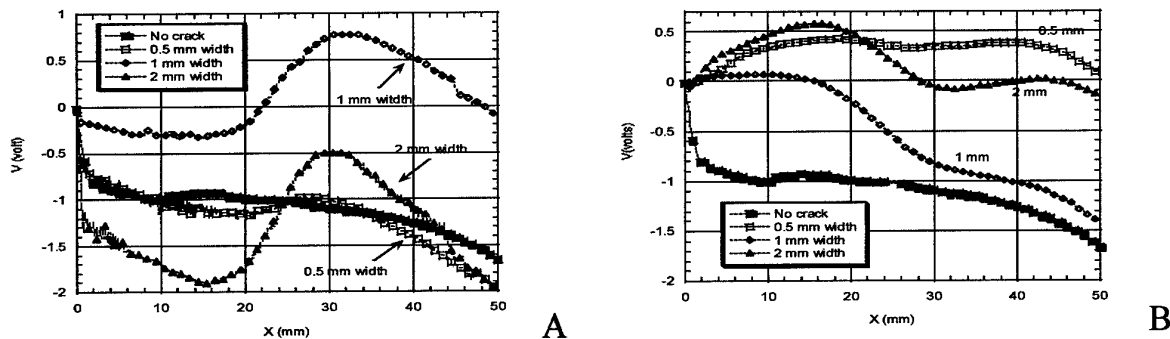 1
0.5
0
-0.5
-1
-1.5
-2
V (volt)
No crack
0.5 mm width
1 mm width
2 mm width
1 mm witdth
2 mm width
0.5 mm width
0
10
20
30
40
50
X (mm)
A
1
0.5
0
-0.5
-1
-1.5
-2
V(volts)
0.5 mm
2 mm
1 mm
No crack
0.5 mm width
1 mm width
2 mm width
0
10
20
30
40
50
X (mm)
B